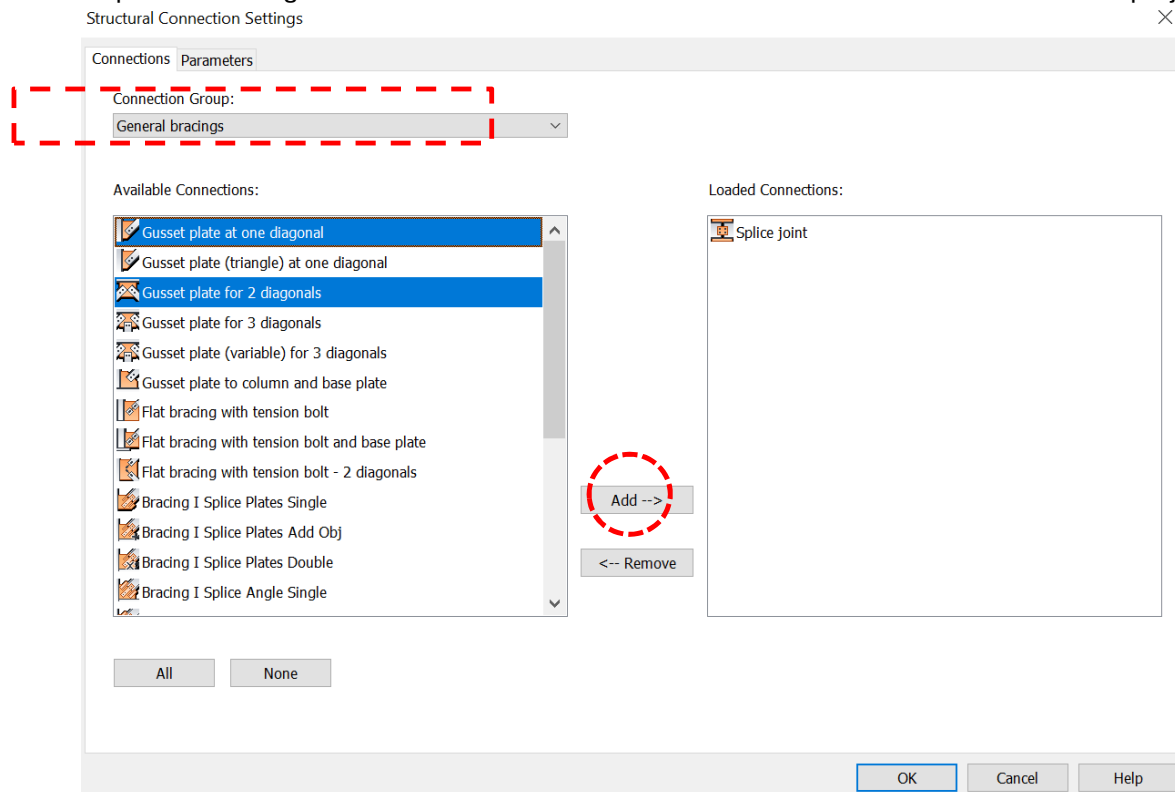 Structural Connection Settings
Connections Parameters
Connection Group:
General bracings
Available Connections:
Loaded Connections:
Gusset plate at one diagonal
Splice joint
Gusset plate (triangle) at one diagonal
Gusset plate for 2 diagonals
Gusset plate for 3 diagonals
Gusset plate (variable) for 3 diagonals
Gusset plate to column and base plate
Flat bracing with tension bolt
Flat bracing with tension bolt and base plate
Flat bracing with tension bolt - 2 diagonals
Bracing I Splice Plates Single
Add -->
Bracing I Splice Plates Add Obj
Bracing I Splice Plates Double
<-- Remove
Bracing I Splice Angle Single
All None
OK Cancel Help